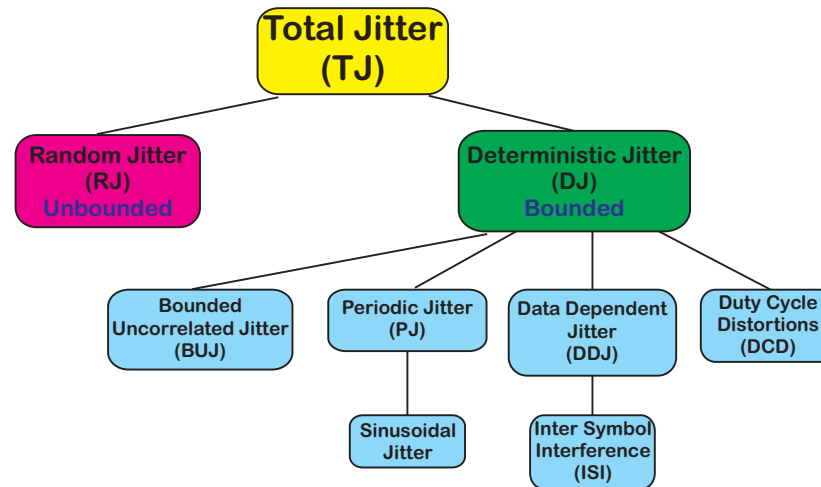 Total Jitter
(TJ)
Random Jitter
(RJ)
Unbounded
Deterministic Jitter
(DJ)
Bounded
Bounded
Uncorrelated Jitter
(BUJ)
Periodic Jitter
(PJ)
Data Dependent
Jitter
(DDJ)
Duty Cycle
Distortions
(DCD)
Sinusoidal
Jitter
Inter Symbol
Interference
(ISI)